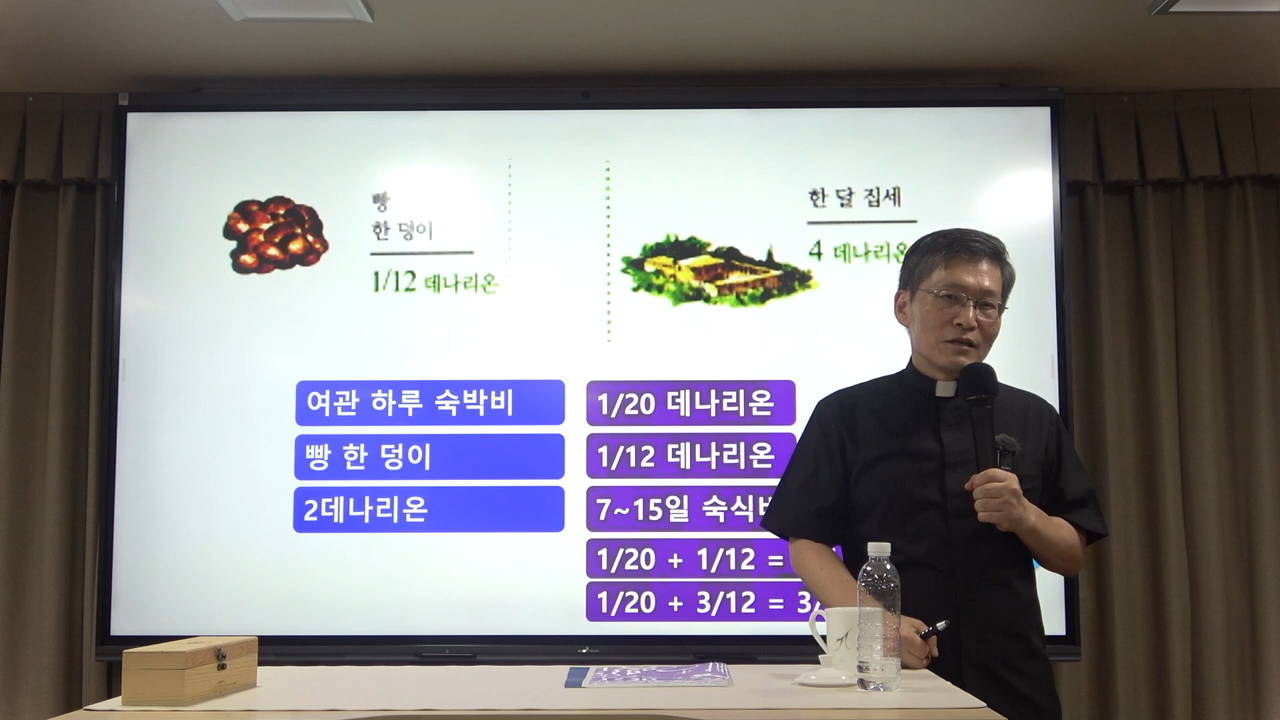 빵
한 덩이
1/12 데나리온
한 달 집세
4 데나리온
여관 하루 숙박비
1/20 데나리온
빵 한 덩이
1/12 데나리온
2데나리온
7~15일 숙식
1/20 + 1/12 =
1/20 + 3/12 = 3/